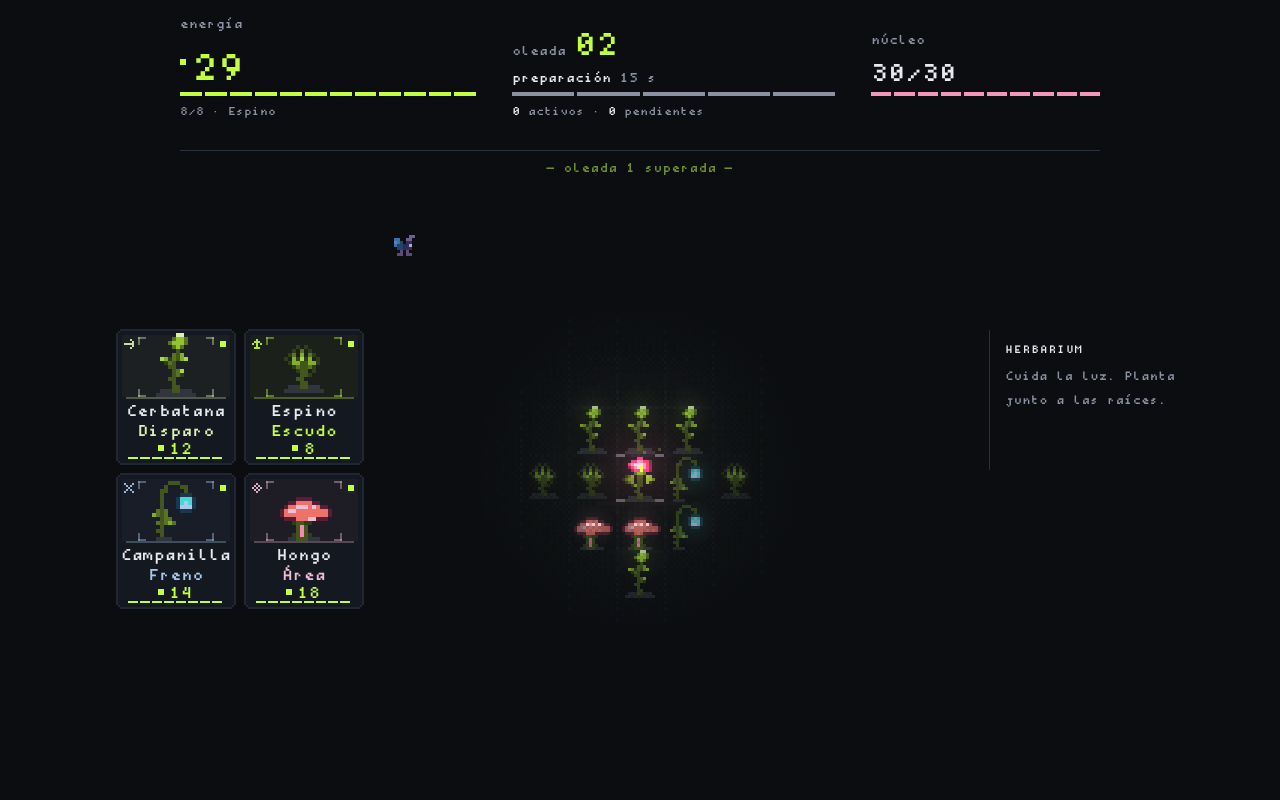 energía
29
8/8 · Espino
oleada 02
preparación 15 s
0 activos · 0 pendientes
núcleo
30/30
— oleada 1 superada —
Cerbatana
Disparo
12
Espino
Escudo
8
Campanilla
Freno
14
Hongo
Área
18
HERBARIUM
Cuida la luz. Planta
junto a las raíces.